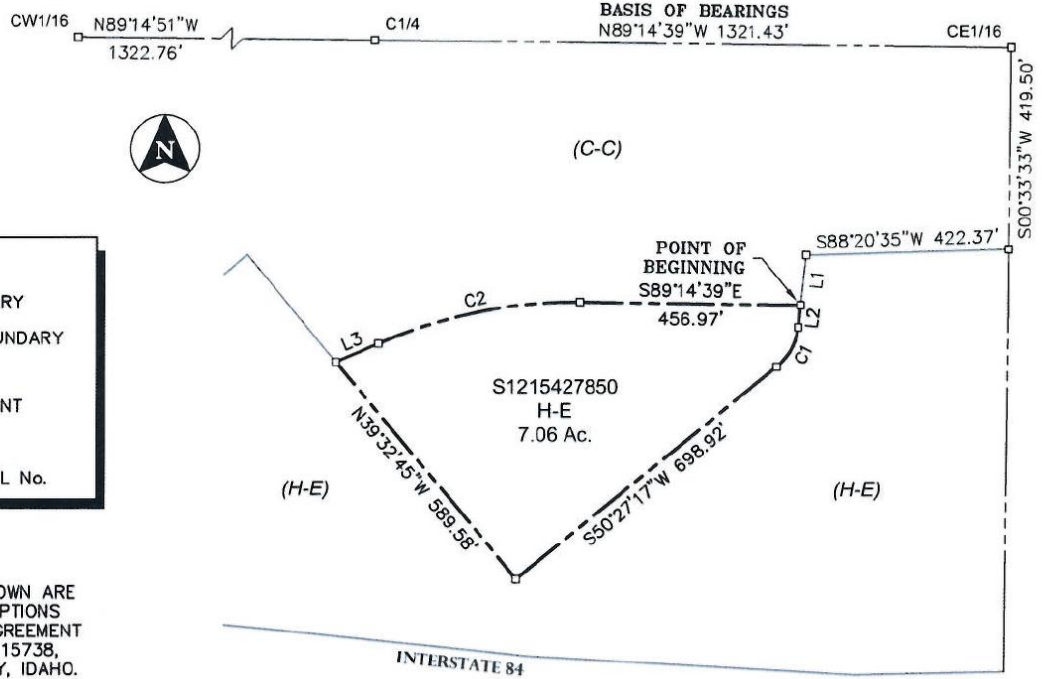 BASIS OF BEARINGS
CW1/16
N89°14'51"W
1322.76'
C1/4
N89°14'39"W 1321.43'
CE1/16
S00°33'33"W 419.50'
N
(C-C)
S88°20'35"W 422.37'
POINT OF
BEGINNING
L1
S89°14'39"E
456.97'
L2
C2
L3
C1
S1215427850
H-E
7.06 Ac.
N39°32'45"W 589.58'
S50°27'17"W 698.92'
(H-E)
(H-E)
INTERSTATE 84
RY
UNDARY
NT
L No.
OWN ARE
PTIONS
GREEMENT
15738,
Y, IDAHO.